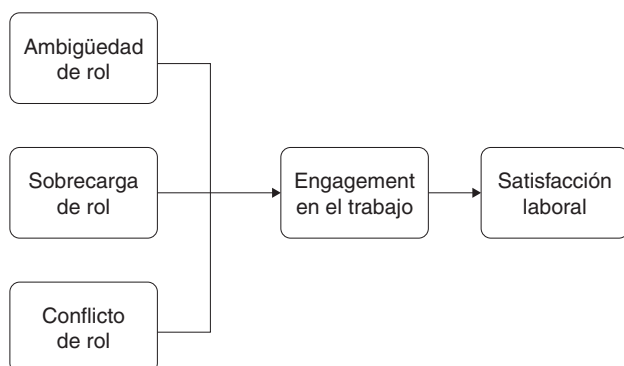 Ambigüedad
de rol
Sobrecarga
de rol
Engagement
en el trabajo
Satisfacción
laboral
Conflicto
de rol